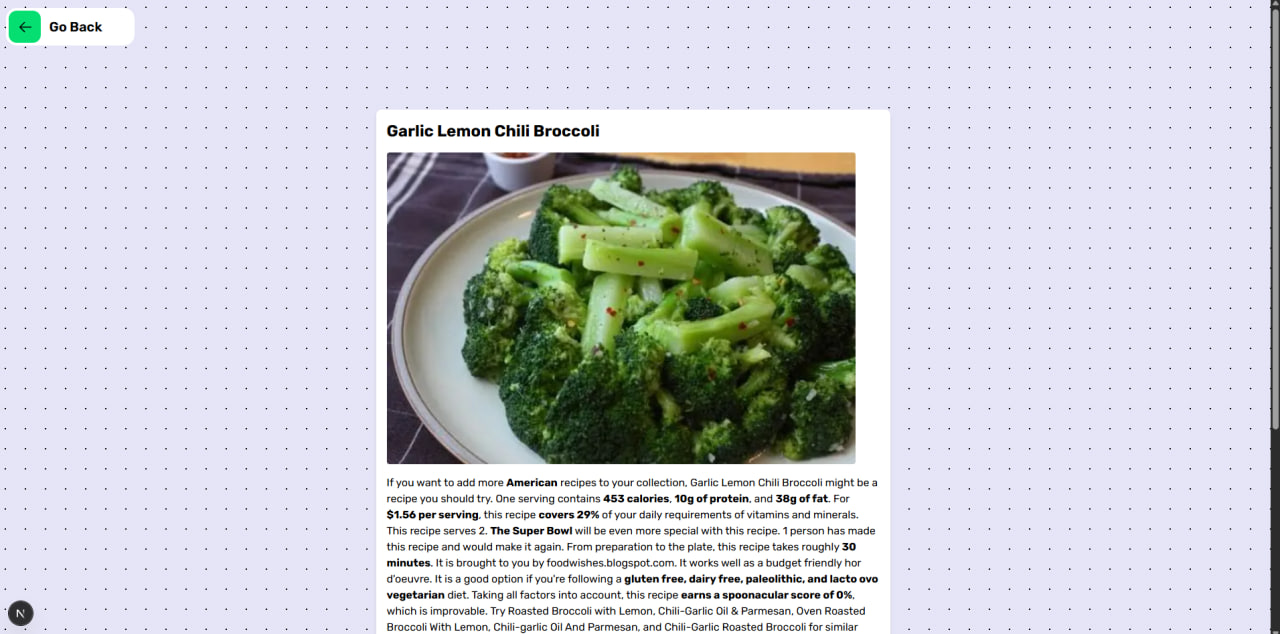 Go Back
Garlic Lemon Chili Broccoli
If you want to add more American recipes to your collection, Garlic Lemon Chili Broccoli might be a
recipe you should try. One serving contains 453 calories, 10g of protein, and 38g of fat. For
$1.56 per serving, this recipe covers 29% of your daily requirements of vitamins and minerals.
This recipe serves 2. The Super Bowl will be even more special with this recipe. 1 person has made
this recipe and would make it again. From preparation to the plate, this recipe takes roughly 30
minutes. It is brought to you by foodwishes.blogspot.com. It works well as a budget friendly hor
d'oeuvre. It is a good option if you're following a gluten free, dairy free, paleolithic, and lacto ovo
vegetarian diet. Taking all factors into account, this recipe earns a spoonacular score of 0%,
which is improvable. Try Roasted Broccoli with Lemon, Chili-Garlic Oil & Parmesan, Oven Roasted
Broccoli With Lemon, Chili-garlic Oil And Parmesan, and Chili-Garlic Roasted Broccoli for similar
N